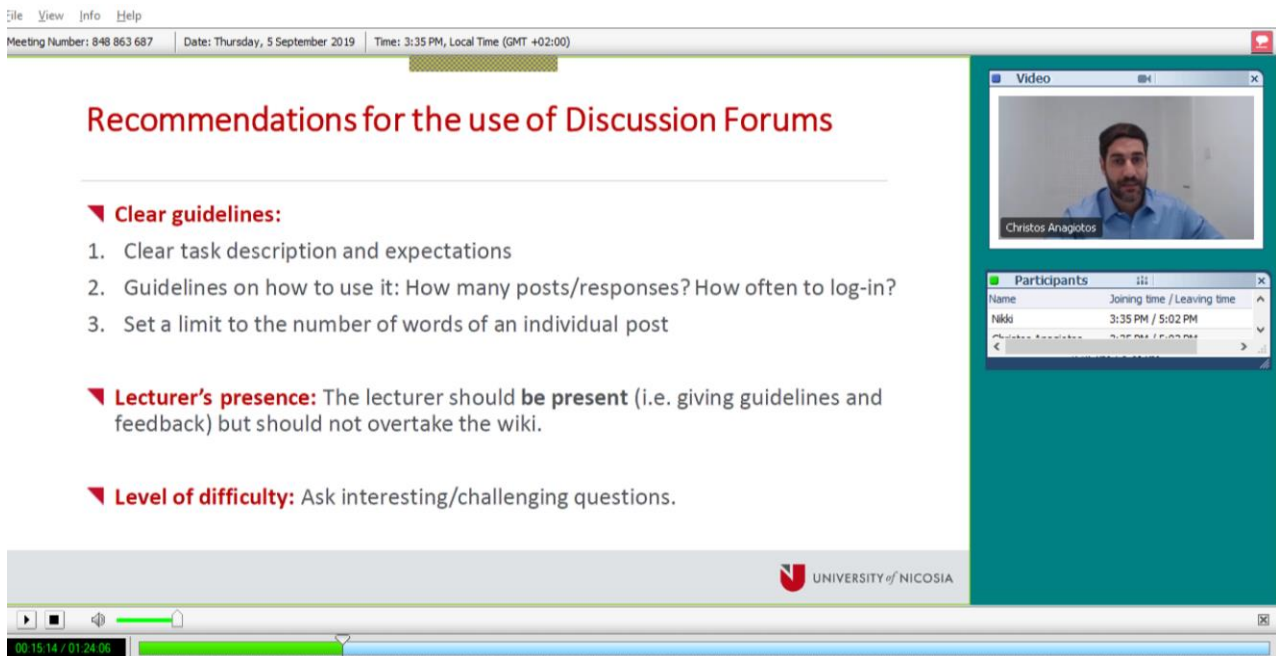 File View Info Help
Meeting Number: 848 863 687 Date: Thursday, 5 September 2019 Time: 3:35 PM, Local Time (GMT +02:00)
Recommendations for the use of Discussion Forums
Clear guidelines:
1. Clear task description and expectations
2. Guidelines on how to use it: How many posts/responses? How often to log-in?
3. Set a limit to the number of words of an individual post
Lecturer's presence: The lecturer should be present (i.e. giving guidelines and
feedback) but should not overtake the wiki.
Level of difficulty: Ask interesting/challenging questions.
UNIVERSITY of NICOSIA
Video
Christos Anagiotos
Participants
Name Joining time / Leaving time
Nikki 3:35 PM / 5:02 PM
00:15:14 / 01:24:06